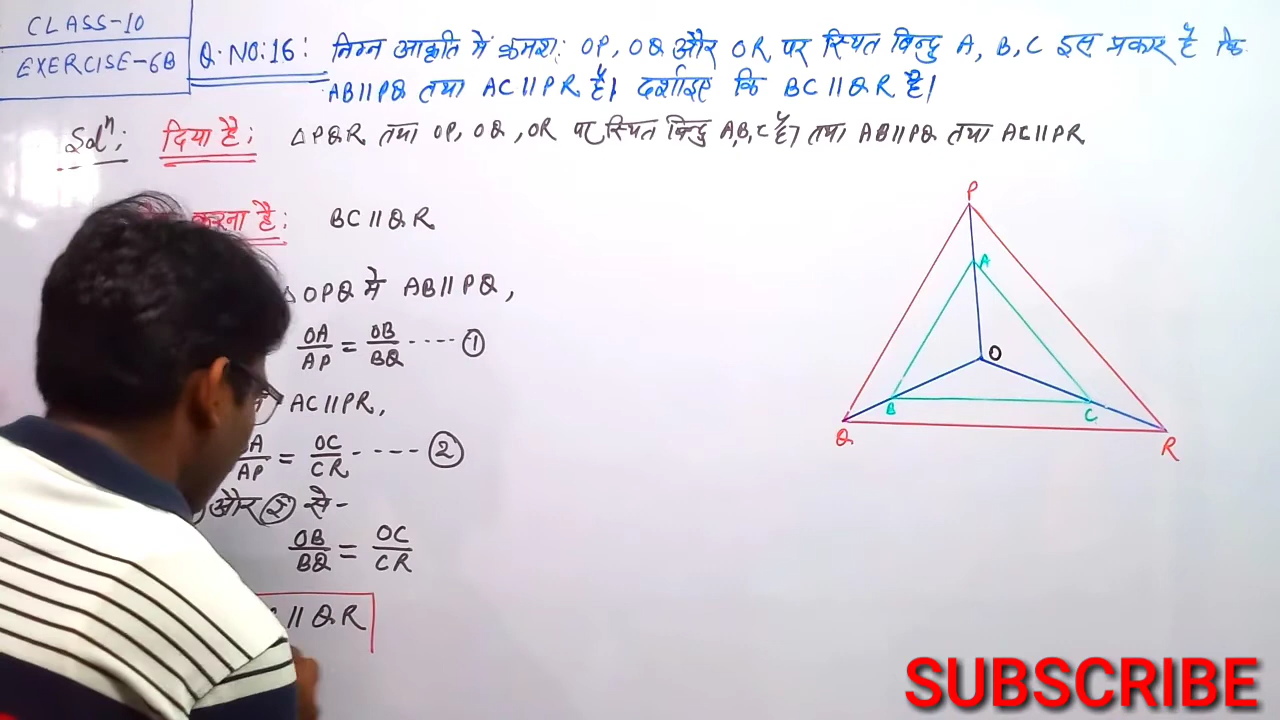 CLASS-10
EXERCISE-6B
Q.NO:16: निम्न आकृति में क्रमश: OP, OQ और OR पर स्थित बिन्दु A, B, C इस प्रकार हैं कि
AB||PQ तथा AC||PR है। दर्शाइए कि BC||QR है।
Solⁿ: दिया है: △PQR तथा OP, OQ, OR पर स्थित बिन्दु A,B,C हैं। तथा AB||PQ तथा AC||PR
करना है: BC||QR
△OPQ में AB||PQ,
OA/AP = OB/BQ ---- ①
AC||PR,
OA/AP = OC/CR ---- ②
और ② से-
OB/BQ = OC/CR
|| QR
P
A
O
B
C
Q
R
SUBSCRIBE